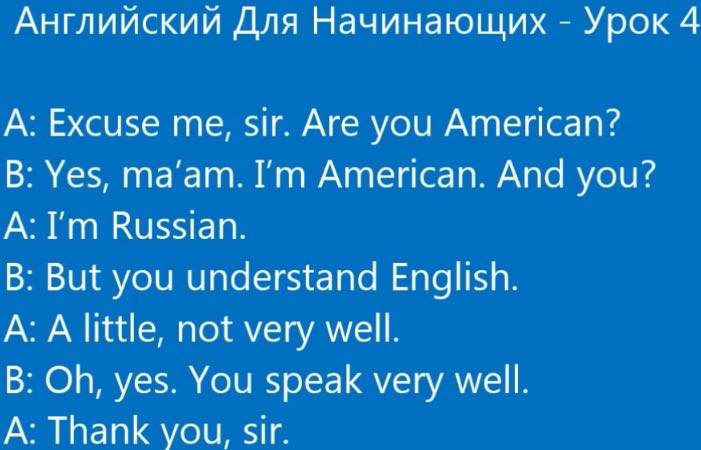 Английский Для Начинающих - Урок 4
A: Excuse me, sir. Are you American?
B: Yes, ma’am. I’m American. And you?
A: I’m Russian.
B: But you understand English.
A: A little, not very well.
B: Oh, yes. You speak very well.
A: Thank you, sir.